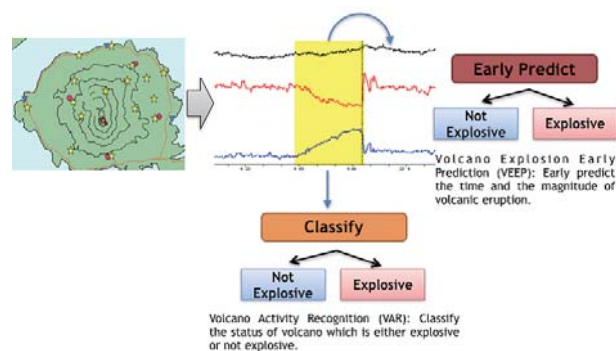 Early Predict
Not
Explosive
Explosive
Volcano Explosion Early
Prediction (VEEP): Early predict
the time and the magnitude of
volcanic eruption.
Classify
Not
Explosive
Explosive
Volcano Activity Recognition (VAR): Classify
the status of volcano which is either explosive
or not explosive.